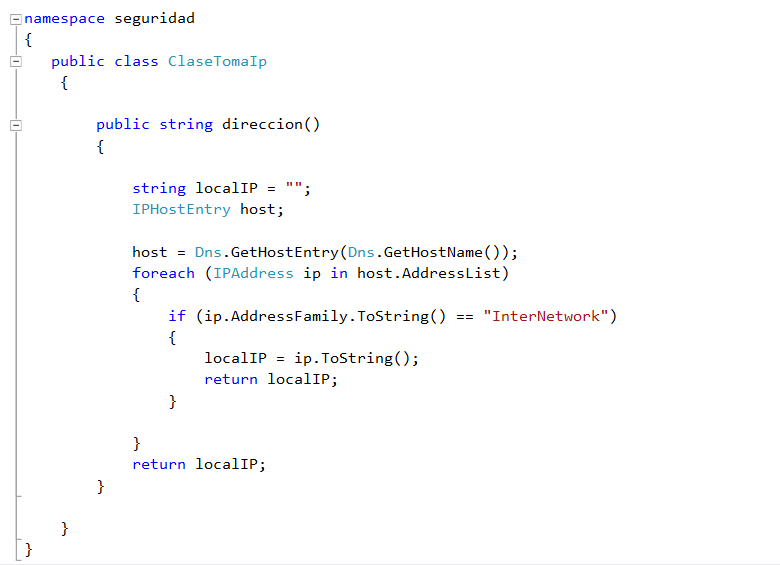 namespace seguridad
{
public class ClaseTomaIp
{
public string direccion()
{
string localIP = "";
IPHostEntry host;
host = Dns.GetHostEntry(Dns.GetHostName());
foreach (IPAddress ip in host.AddressList)
{
if (ip.AddressFamily.ToString() == "InterNetwork")
{
localIP = ip.ToString();
return localIP;
}
}
return localIP;
}
}
}